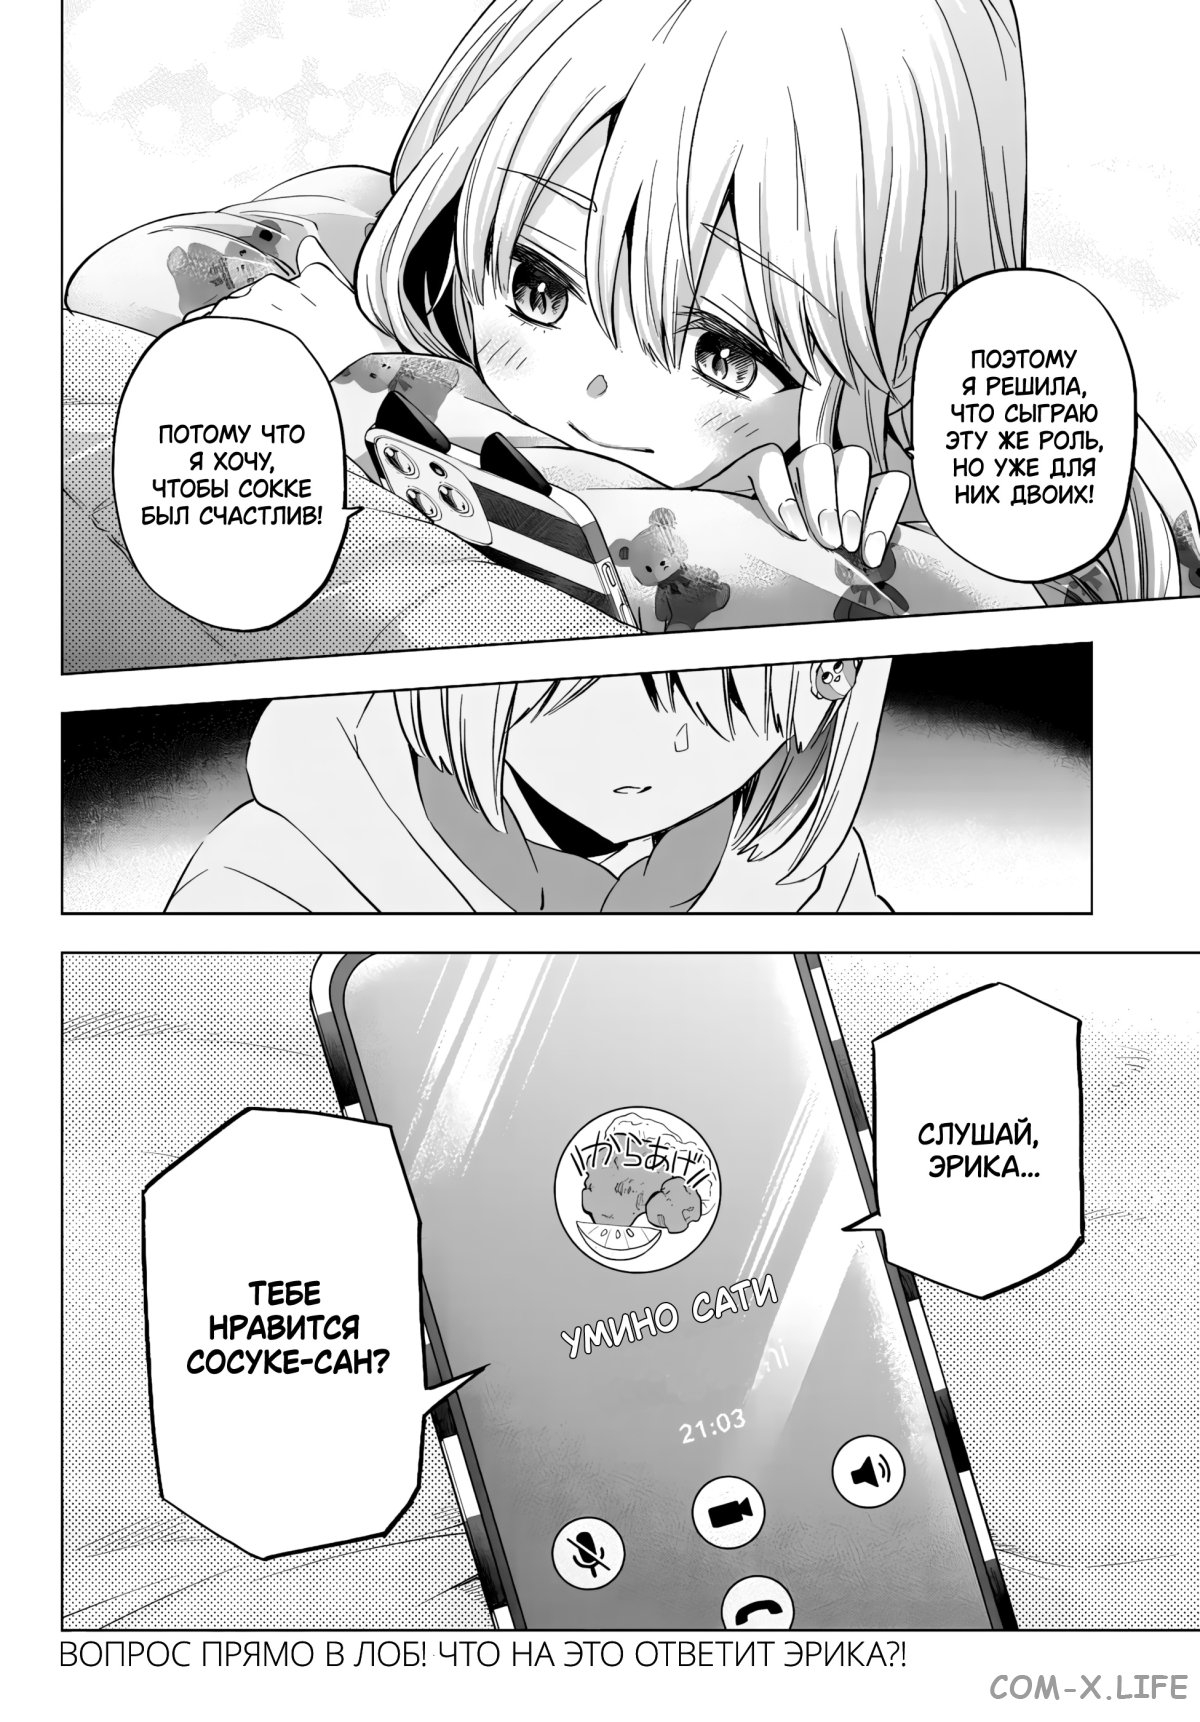 ПОЭТОМУ
Я РЕШИЛА,
ЧТО СЫГРАЮ
ЭТУ ЖЕ РОЛЬ,
НО УЖЕ ДЛЯ
НИХ ДВОИХ!
ПОТОМУ ЧТО
Я ХОЧУ,
ЧТОБЫ СОККЕ
БЫЛ СЧАСТЛИВ!
СЛУШАЙ,
ЭРИКА...
からあげ
УМИНО САТИ
21:03
ТЕБЕ
НРАВИТСЯ
СОСУКЕ-САН?
ВОПРОС ПРЯМО В ЛОБ! ЧТО НА ЭТО ОТВЕТИТ ЭРИКА?!
COM-X.LIFE